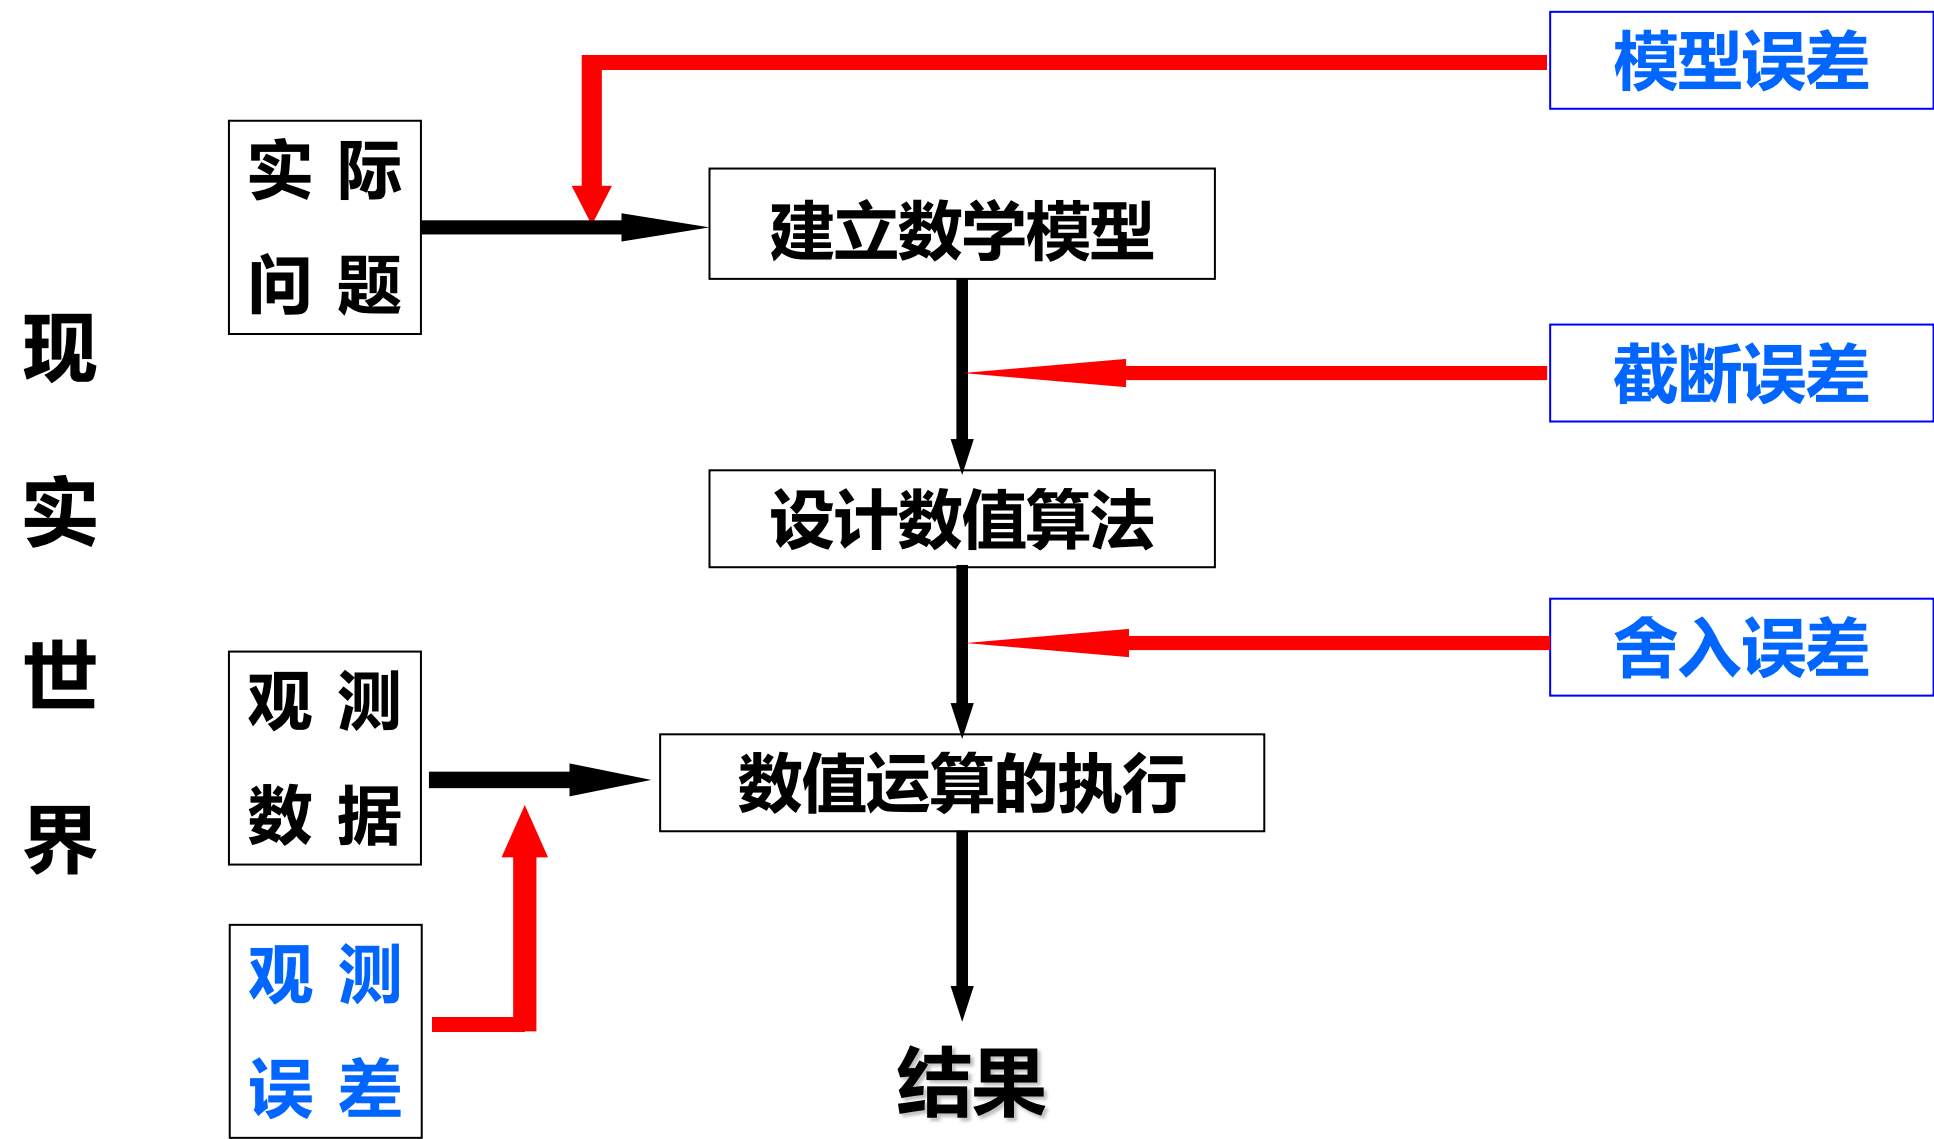 模型误差
实 际
问 题
建立数学模型
现
实
世
界
截断误差
设计数值算法
舍入误差
观 测
数 据
数值运算的执行
观 测
误 差
结果